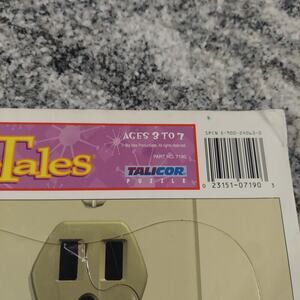 Tales
AGES 3 TO 7
PART NO. 7190
TALICOR
PUZZLE
0 23151-07190 3